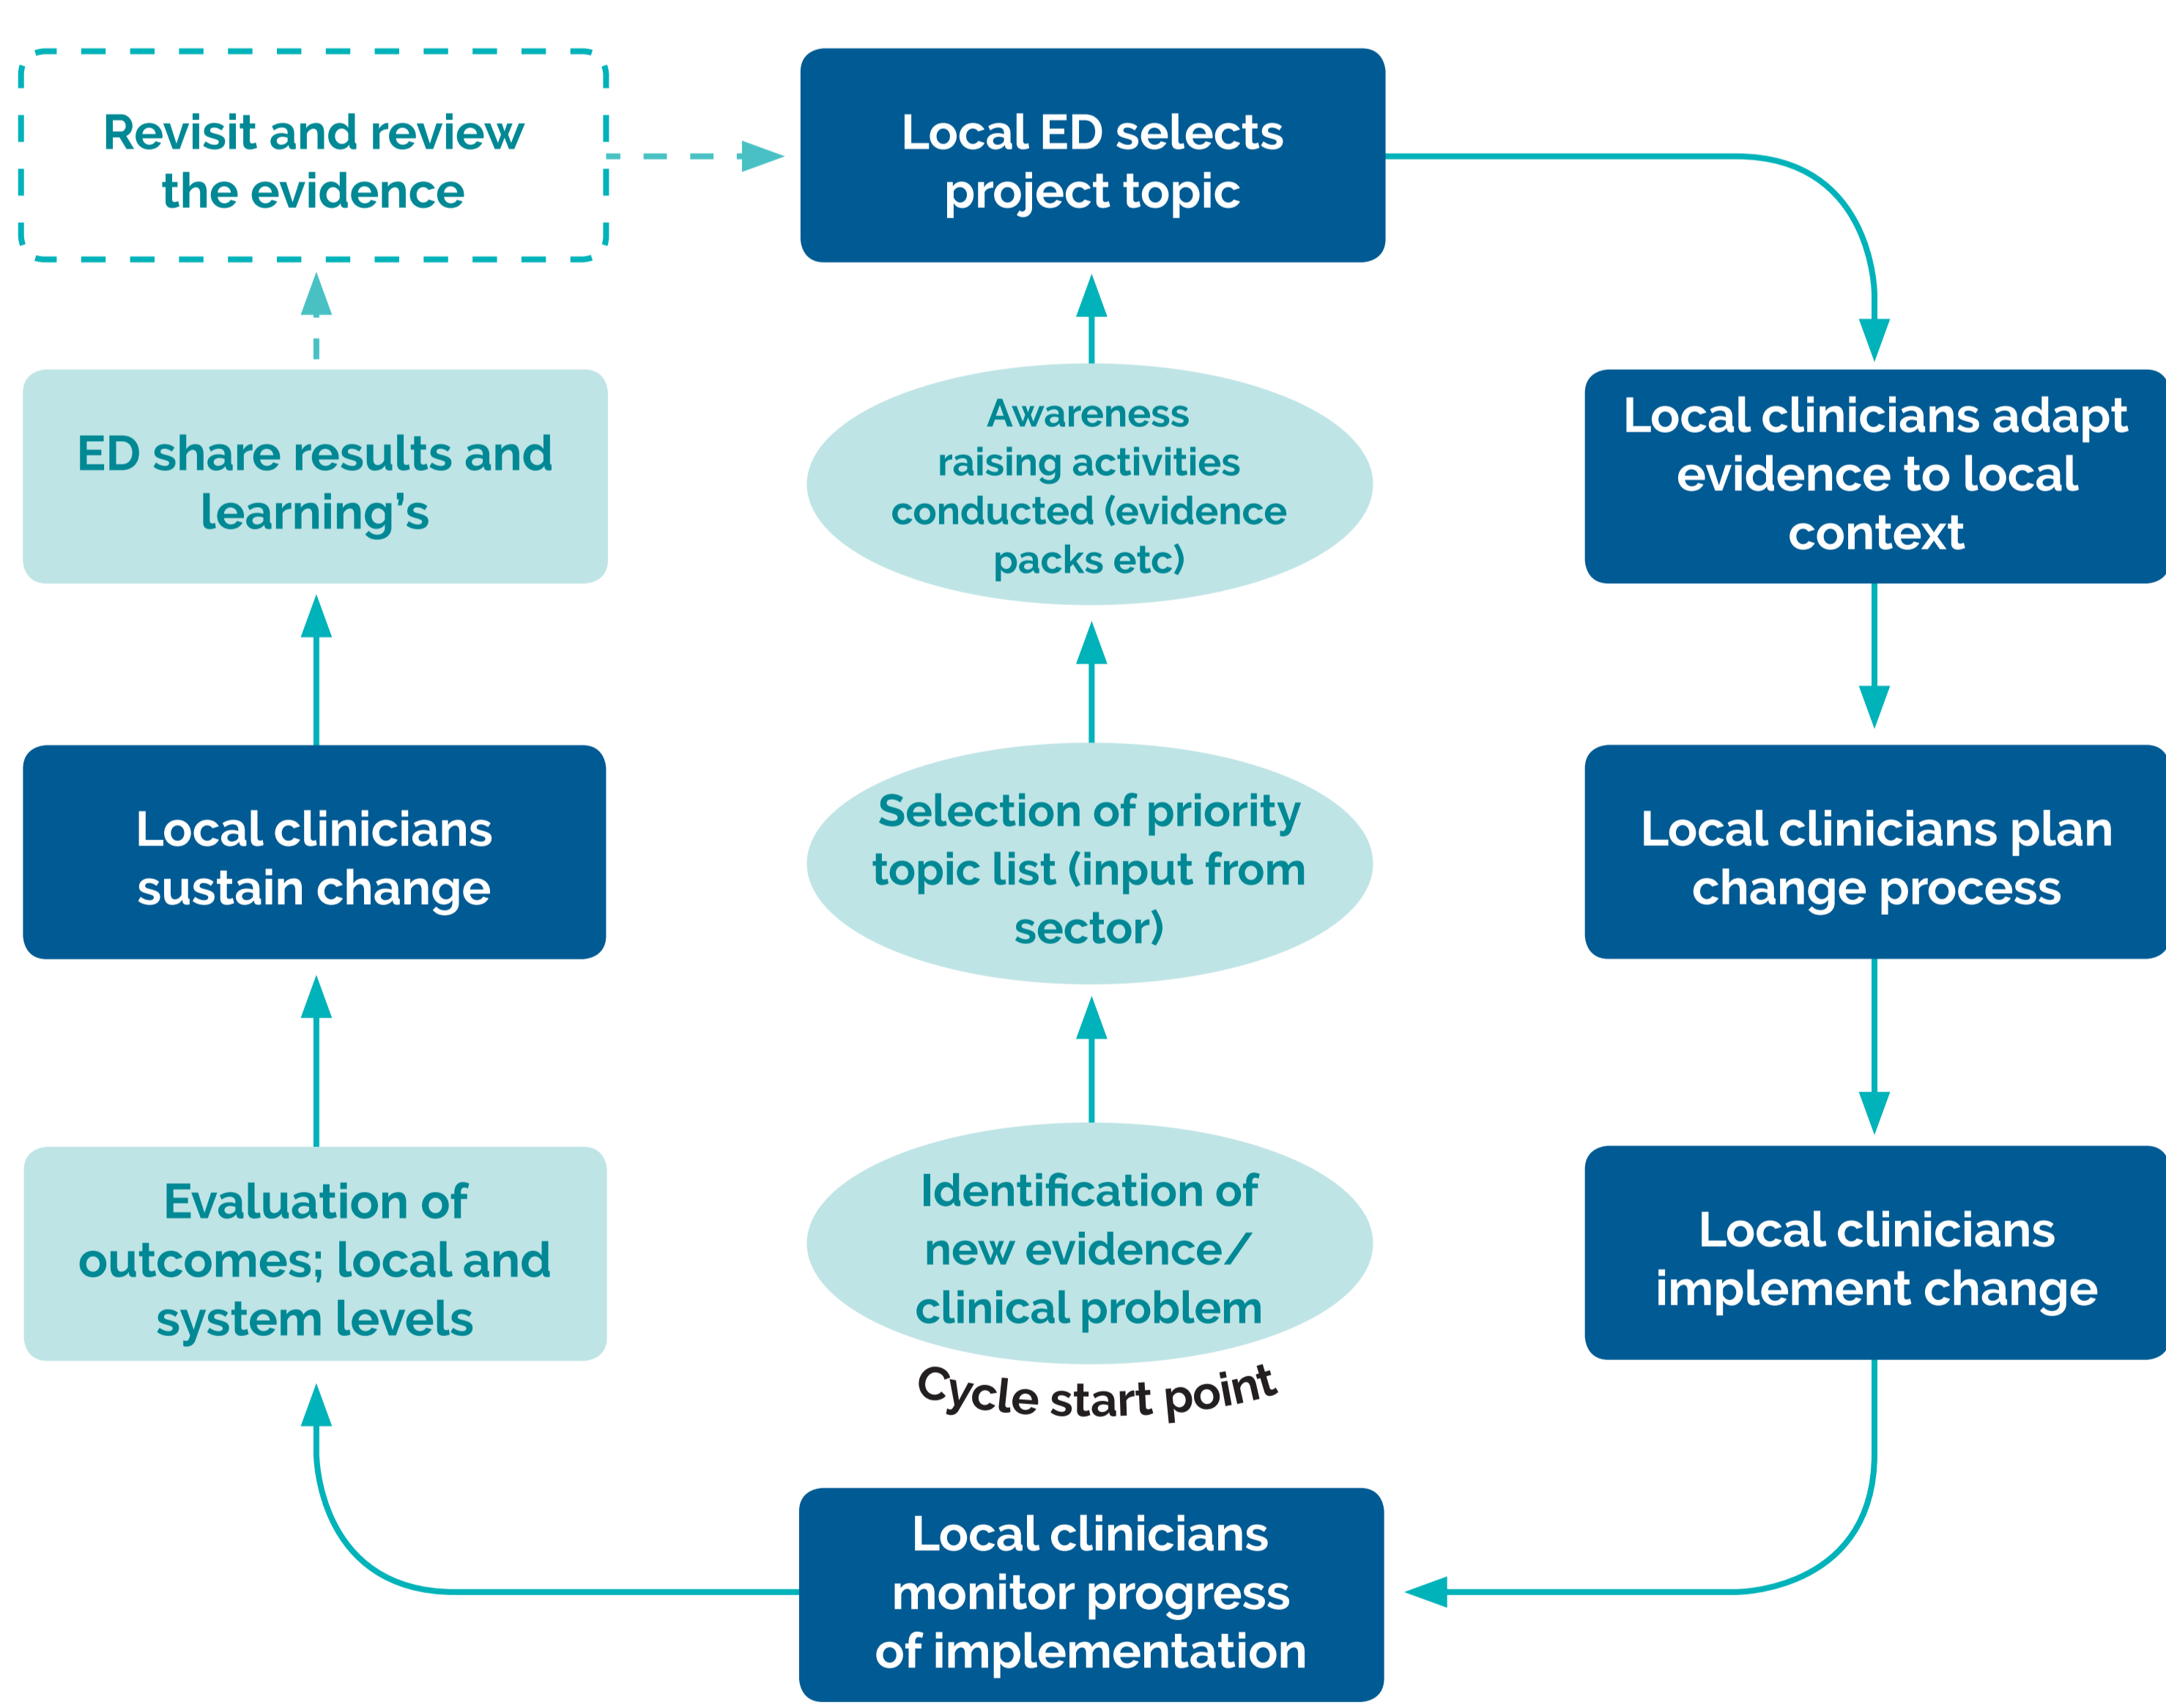 Revisit and review
the evidence
Local ED selects
project topic
ED share results and
learning's
Awareness
raising activities
conducted (evidence
packs etc)
Local clinicians adapt
evidence to local
context
Local clinicians
sustain change
Selection of priority
topic list (input from
sector)
Local clinicians plan
change process
Evaluation of
outcomes; local and
system levels
Identification of
new evidence/
clinical problem
Cycle start point
Local clinicians
implement change
Local clinicians
monitor progress
of implementation